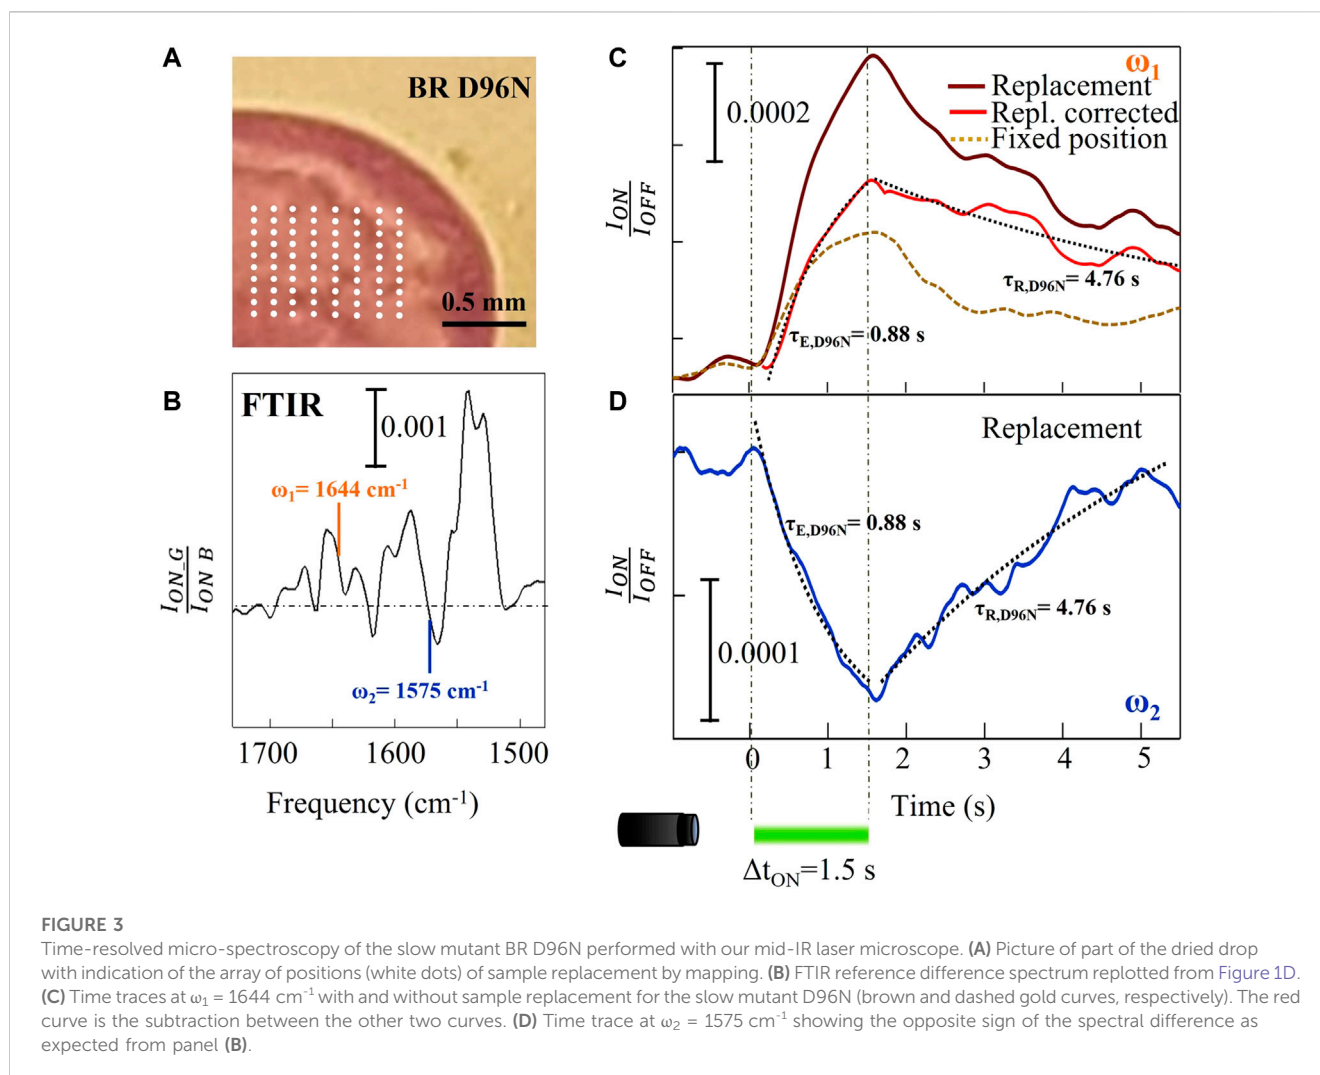 A
BR D96N
0.5 mm
B
FTIR
0.001
ω1= 1644 cm-1
ION_G
ION B
ω2= 1575 cm-1
1700 1600 1500
Frequency (cm-1)
C
ω1
0.0002
Replacement
Repl. corrected
Fixed position
ION
IOFF
τR,D96N= 4.76 s
τE,D96N= 0.88 s
D
Replacement
τE,D96N= 0.88 s
ION
IOFF
τR,D96N= 4.76 s
0.0001
ω2
0 1 2 3 4 5
Time (s)
ΔtON=1.5 s
FIGURE 3
Time-resolved micro-spectroscopy of the slow mutant BR D96N performed with our mid-IR laser microscope. (A) Picture of part of the dried drop
with indication of the array of positions (white dots) of sample replacement by mapping. (B) FTIR reference difference spectrum replotted from Figure 1D.
(C) Time traces at ω1 = 1644 cm-1 with and without sample replacement for the slow mutant D96N (brown and dashed gold curves, respectively). The red
curve is the subtraction between the other two curves. (D) Time trace at ω2 = 1575 cm-1 showing the opposite sign of the spectral difference as
expected from panel (B).